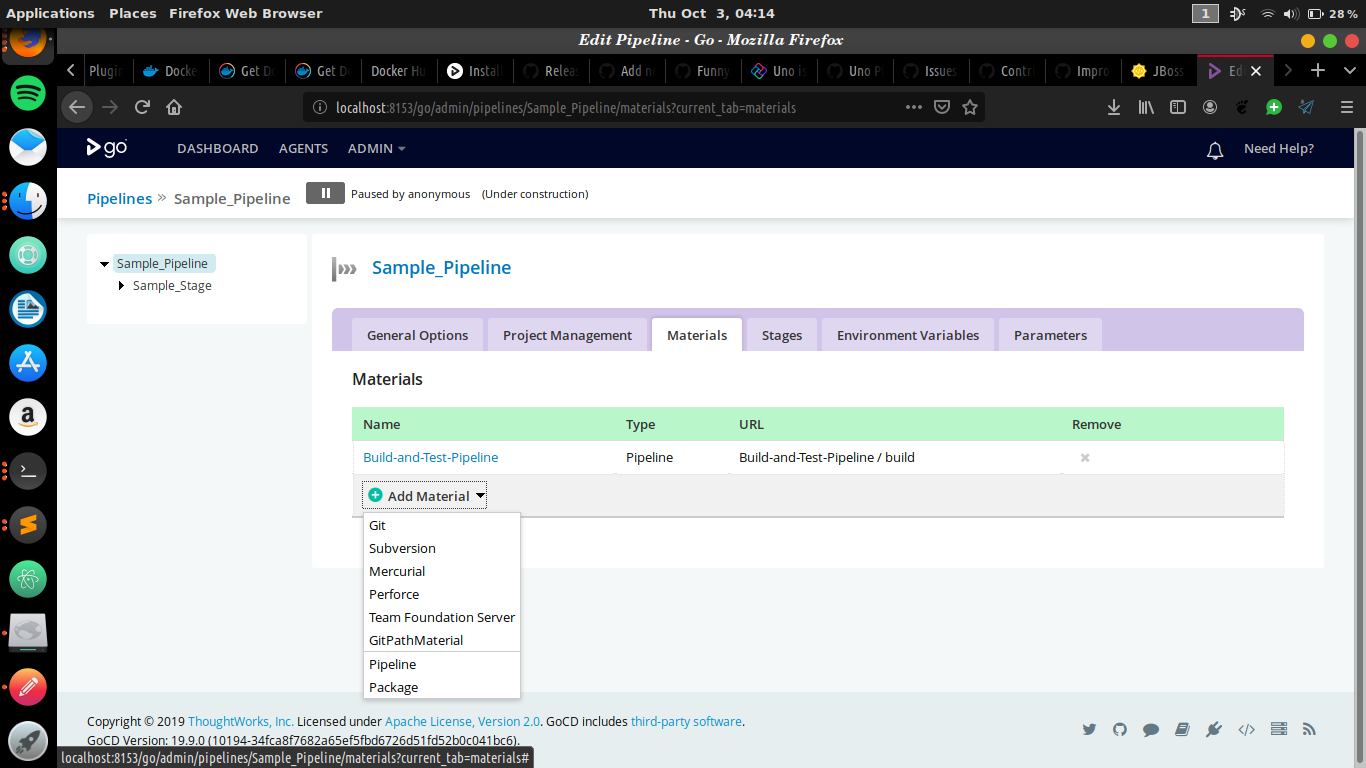 Applications Places Firefox Web Browser Thu Oct 3, 04:14 1 28 %
Edit Pipeline - Go - Mozilla Firefox
Plugin Docke Get D Get D Docker Hu Install Relea Add n Funny Uno is Uno P Issues Contri Impro JBoss Ed
localhost:8153/go/admin/pipelines/Sample_Pipeline/materials?current_tab=materials
go DASHBOARD AGENTS ADMIN Need Help?
Pipelines » Sample_Pipeline Paused by anonymous (Under construction)
Sample_Pipeline
Sample_Stage
Sample_Pipeline
General Options Project Management Materials Stages Environment Variables Parameters
Materials
Name Type URL Remove
Build-and-Test-Pipeline Pipeline Build-and-Test-Pipeline / build
Add Material
Git
Subversion
Mercurial
Perforce
Team Foundation Server
GitPathMaterial
Pipeline
Package
Copyright © 2019 ThoughtWorks, Inc. Licensed under Apache License, Version 2.0. GoCD includes third-party software.
GoCD Version: 19.9.0 (10194-34fca8f7682a65ef5fbd6726d51fd52b0c041bc6).
localhost:8153/go/admin/pipelines/Sample_Pipeline/materials?current_tab=materials#